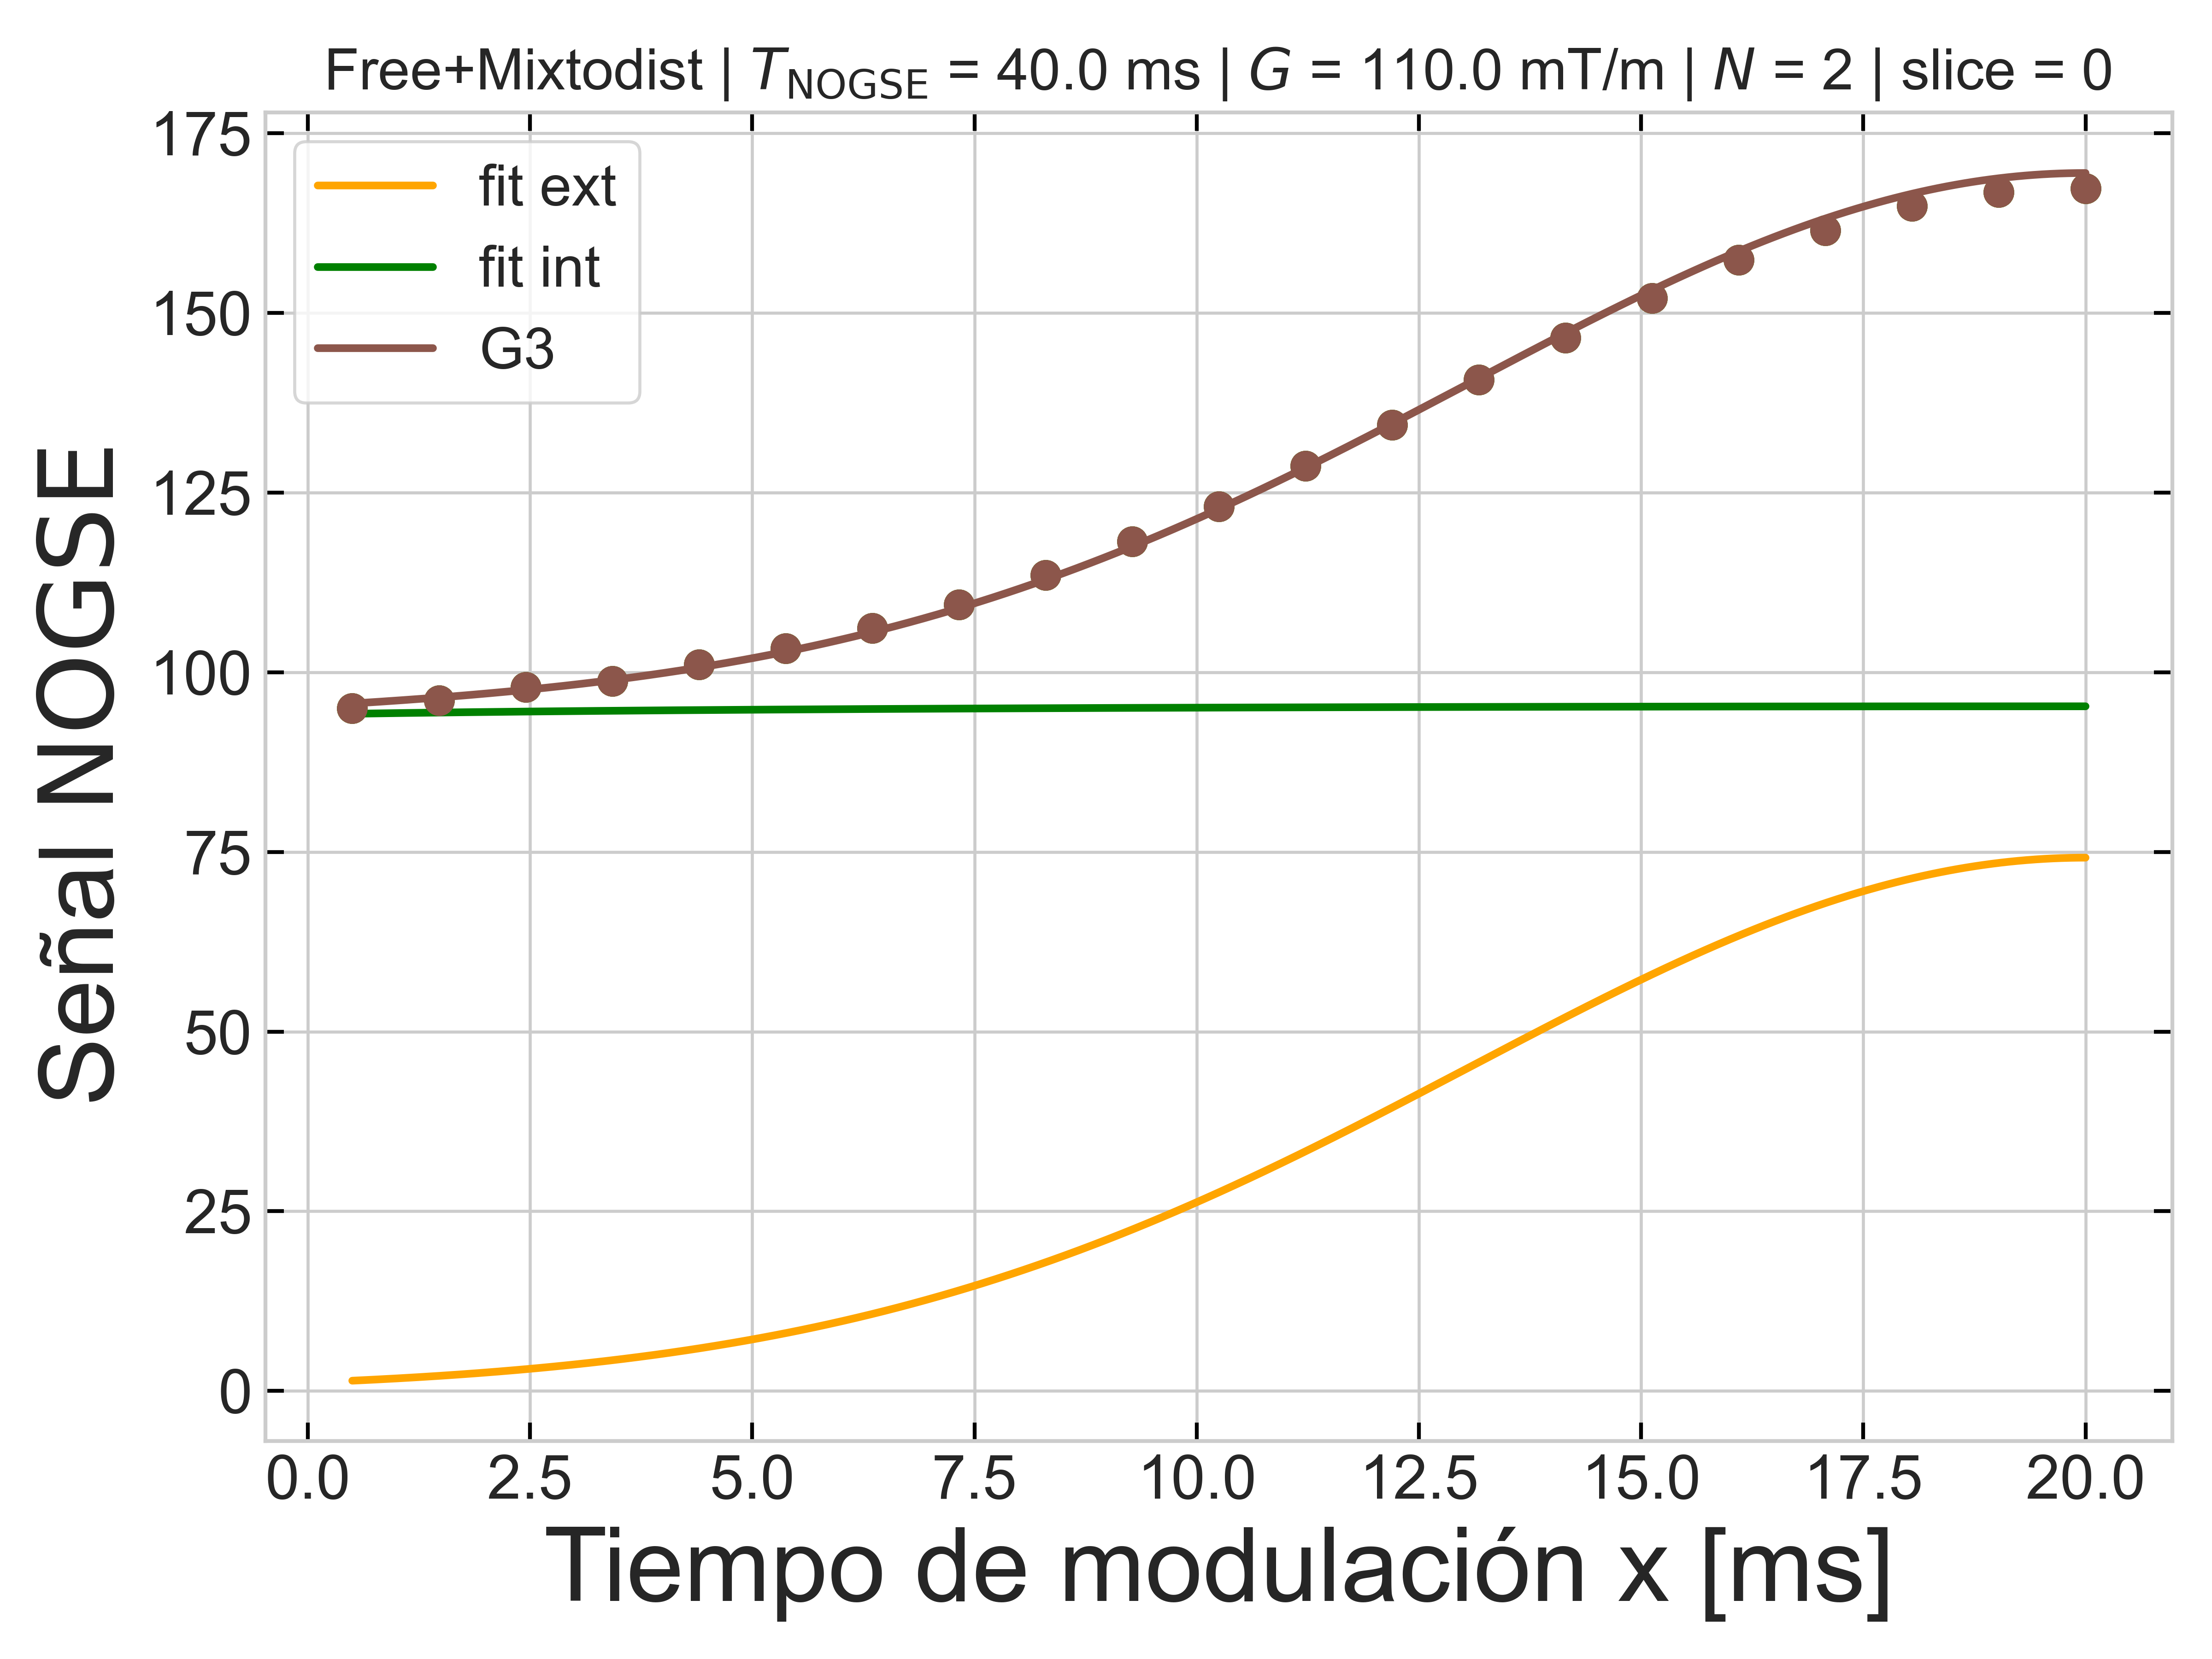 Free+Mixtodist | T_NOGSE = 40.0 ms | G = 110.0 mT/m | N = 2 | slice = 0
175
150
125
100
75
50
25
0
Señal NOGSE
fit ext
fit int
G3
0.0 2.5 5.0 7.5 10.0 12.5 15.0 17.5 20.0
Tiempo de modulación x [ms]